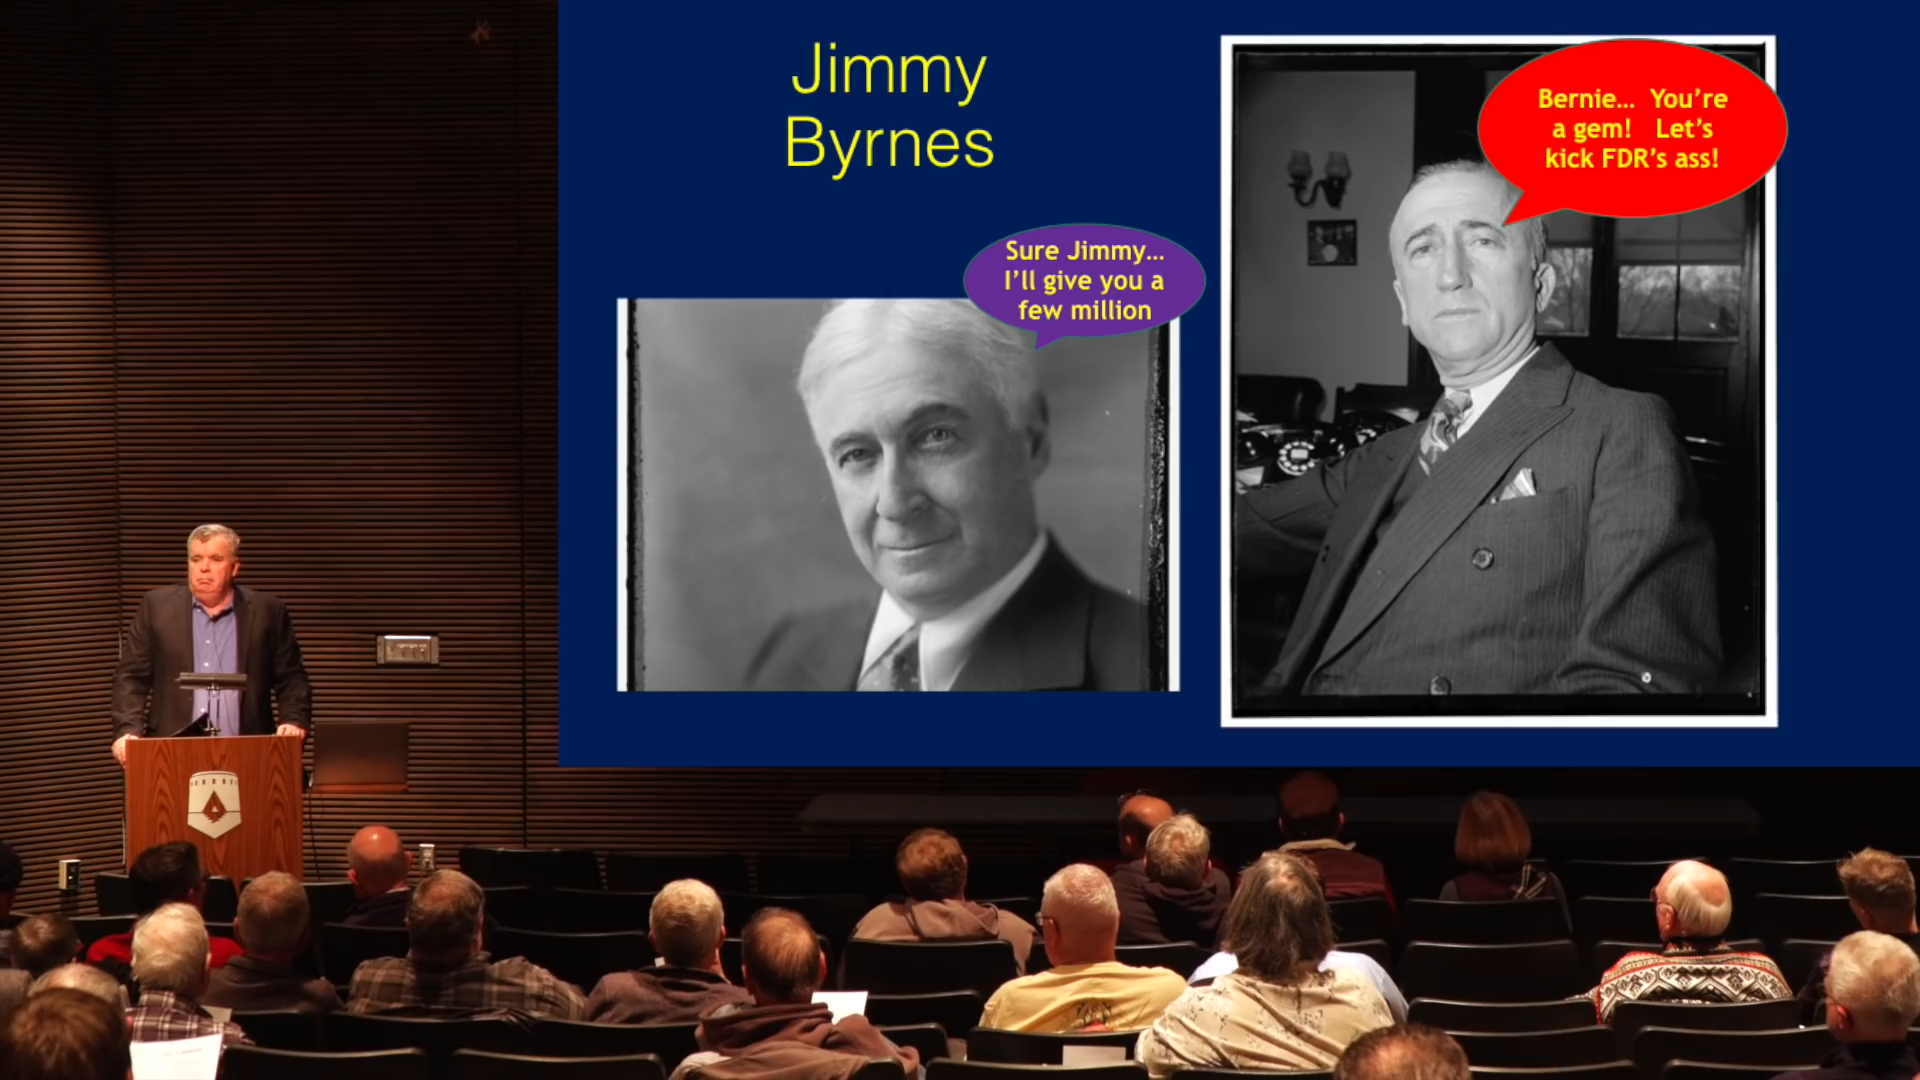 Jimmy
Byrnes
Bernie... You're
a gem! Let's
kick FDR's ass!
Sure Jimmy...
I'll give you a
few million